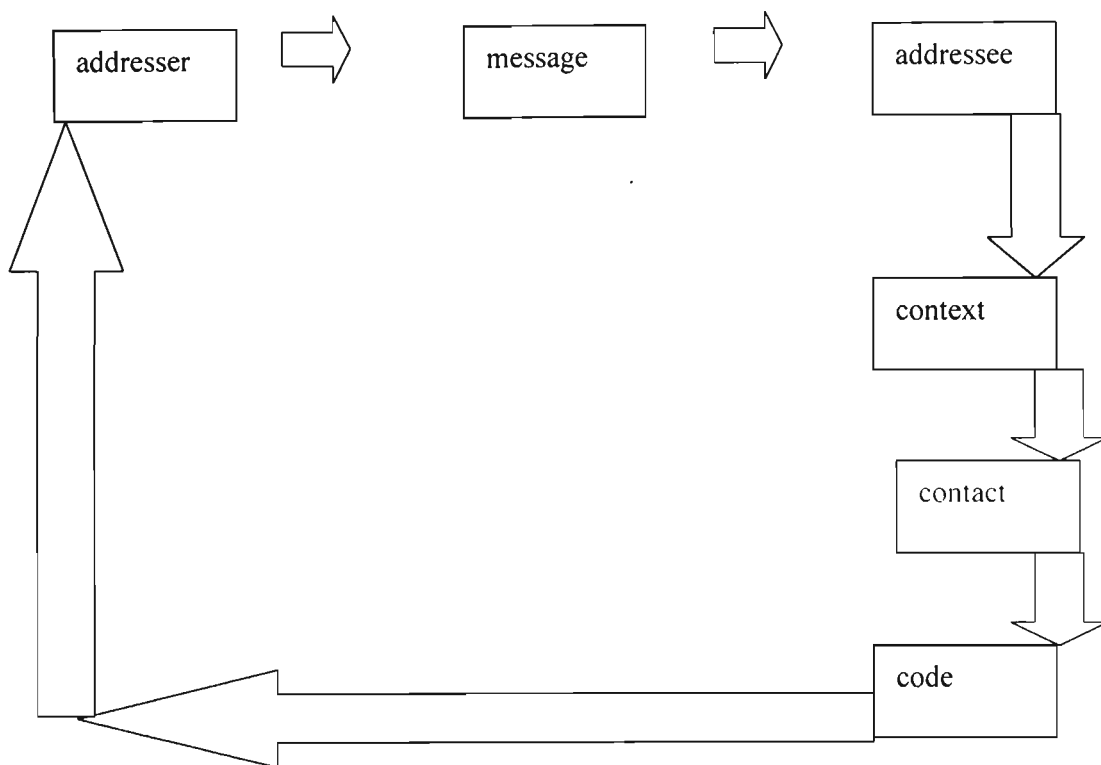 addresser
message
addressee
context
contact
code